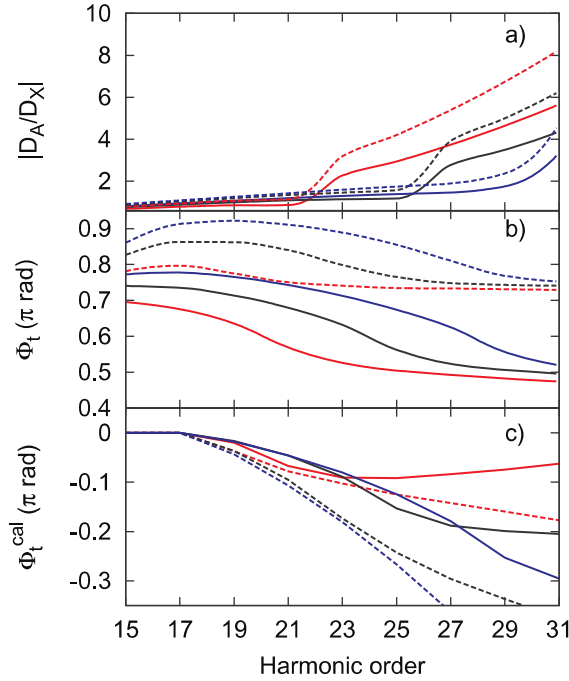 10
8
6
4
2
|D_A/D_X|
a)
0.9
0.8
0.7
0.6
0.5
0.4
Φ_t (π rad)
b)
0
-0.1
-0.2
-0.3
Φ_t^cal (π rad)
c)
15 17 19 21 23 25 27 29 31
Harmonic order